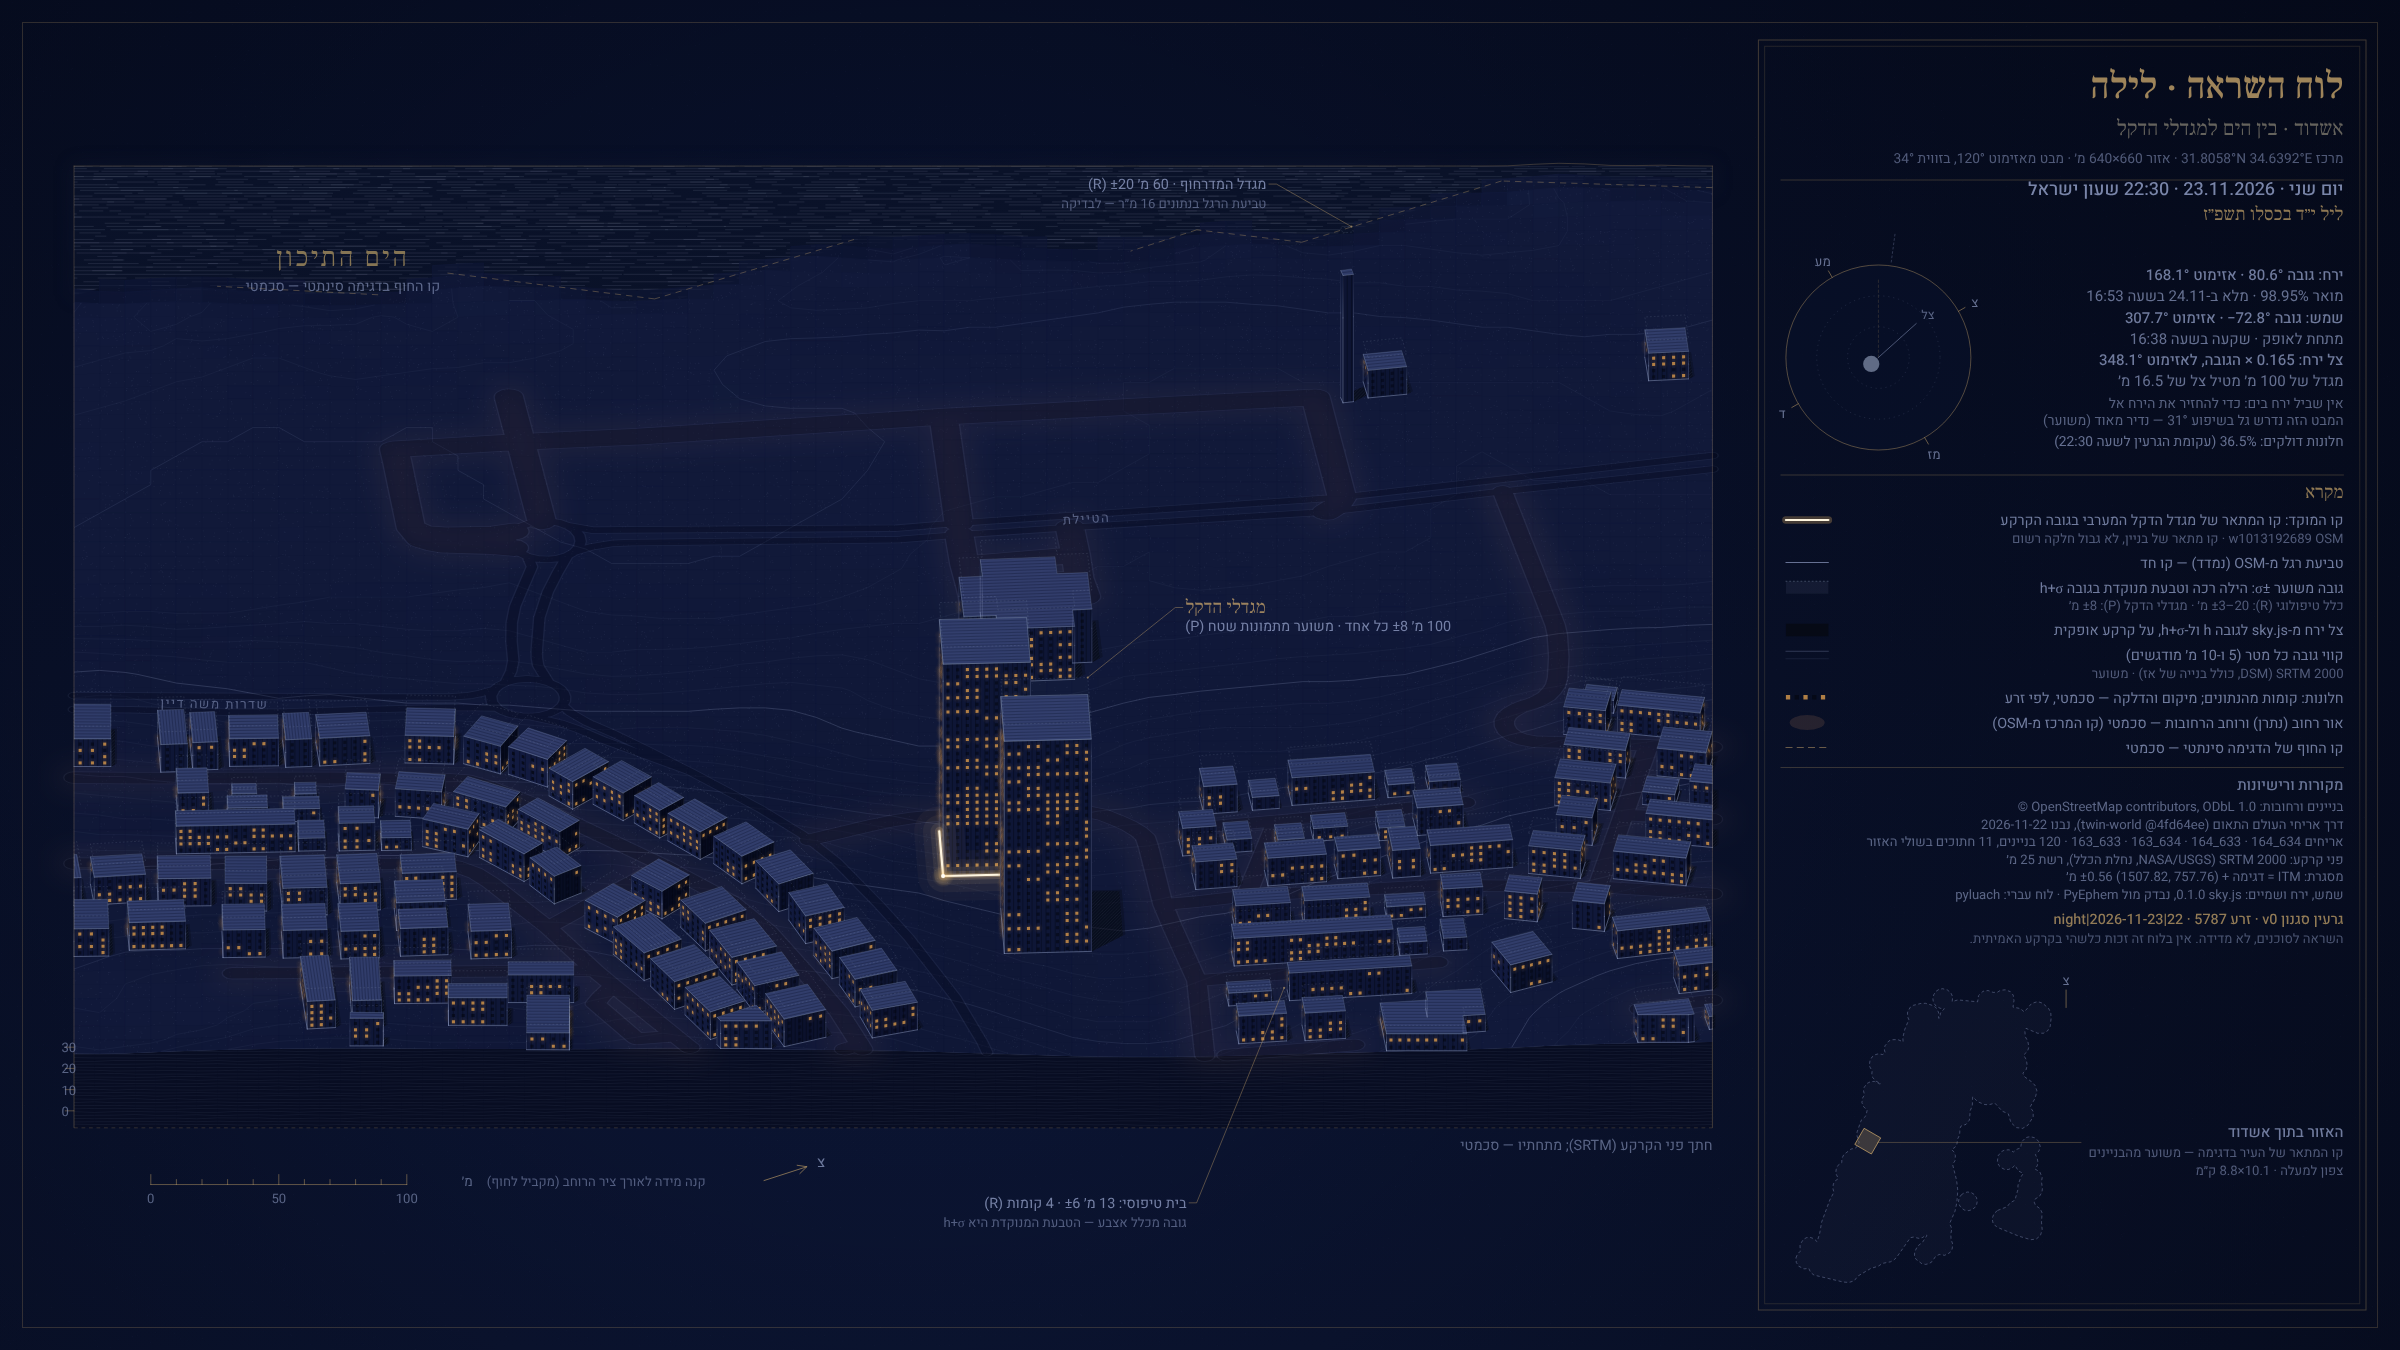 לוח השראה · לילה
אשדוד · בין הים למגדלי הדקל
מרכז 31.8058°N 34.6392°E · אזור 660×640 מ׳ · מבט מאזימוט 120°, בזווית 34°
יום שני · 23.11.2026 · 22:30 שעון ישראל
ליל י״ד בכסלו תשפ״ז
ירח: גובה 80.6° · אזימוט 168.1°
מואר 98.95% · מלא ב-24.11 בשעה 16:53
שמש: גובה −72.8° · אזימוט 307.7°
מתחת לאופק · שקעה בשעה 16:38
צל ירח: 0.165 × הגובה, לאזימוט 348.1°
מגדל של 100 מ׳ מטיל צל של 16.5 מ׳
אין שביל ירח בים: כדי להחזיר את הירח אל
המבט הזה נדרש גל בשיפוע 31° — נדיר מאוד (משוער)
חלונות דולקים: 36.5% (עקומת הגרעין לשעה 22:30)
מע
צ
צל
ד
מז
מקרא
קו המוקד: קו המתאר של מגדל הדקל המערבי בגובה הקרקע
OSM w1013192689 · קו מתאר של בניין, לא גבול חלקה רשום
טביעת רגל מ-OSM (נמדד) — קו חד
גובה משוער ±σ: הילה רכה וטבעת מנוקדת בגובה h+σ
כלל טיפולוגי (R): 3–20± מ׳ · מגדלי הדקל (P): 8± מ׳
צל ירח מ-sky.js לגובה h ול-h+σ, על קרקע אופקית
קווי גובה כל מטר (5 ו-10 מ׳ מודגשים)
SRTM 2000 (DSM, כולל בנייה של אז) · משוער
חלונות: קומות מהנתונים; מיקום והדלקה — סכמטי, לפי זרע
אור רחוב (נתרן) ורוחב הרחובות — סכמטי (קו המרכז מ-OSM)
קו החוף של הדגימה סינתטי — סכמטי
מקורות ורישיונות
בניינים ורחובות: © OpenStreetMap contributors, ODbL 1.0
דרך אריחי העולם התאום (twin-world @4fd64ee), נבנו 2026-11-22
אריחים 164_634 · 164_633 · 163_634 · 163_633 · 120 בניינים, 11 חתוכים בשולי האזור
פני קרקע: SRTM 2000 (NASA/USGS, נחלת הכלל), רשת 25 מ׳
מסגרת: ITM = דגימה + (1507.82, 757.76) ±0.56 מ׳
שמש, ירח ושמיים: sky.js 0.1.0, נבדק מול PyEphem · לוח עברי: pyluach
גרעין סגנון v0 · זרע 5787 · night|2026-11-23|22
השראה לסוכנים, לא מדידה. אין בלוח זה זכות כלשהי בקרקע האמיתית.
צ
האזור בתוך אשדוד
קו המתאר של העיר בדגימה — משוער מהבניינים
צפון למעלה · 8.8×10.1 ק״מ
מגדל המדרחוף · 60 מ׳ ±20 (R)
טביעת הרגל בנתונים 16 מ״ר — לבדיקה
הים התיכון
קו החוף בדגימה סינתטי — סכמטי
הטיילת
מגדלי הדקל
100 מ׳ ±8 כל אחד · משוער מתמונות שטח (P)
שדרות משה דיין
30
20
10
0
חתך פני הקרקע (SRTM); מתחתיו — סכמטי
צ
קנה מידה לאורך ציר הרוחב (מקביל לחוף)
מ׳
0
50
100
בית טיפוסי: 13 מ׳ ±6 · 4 קומות (R)
גובה מכלל אצבע — הטבעת המנוקדת היא h+σ